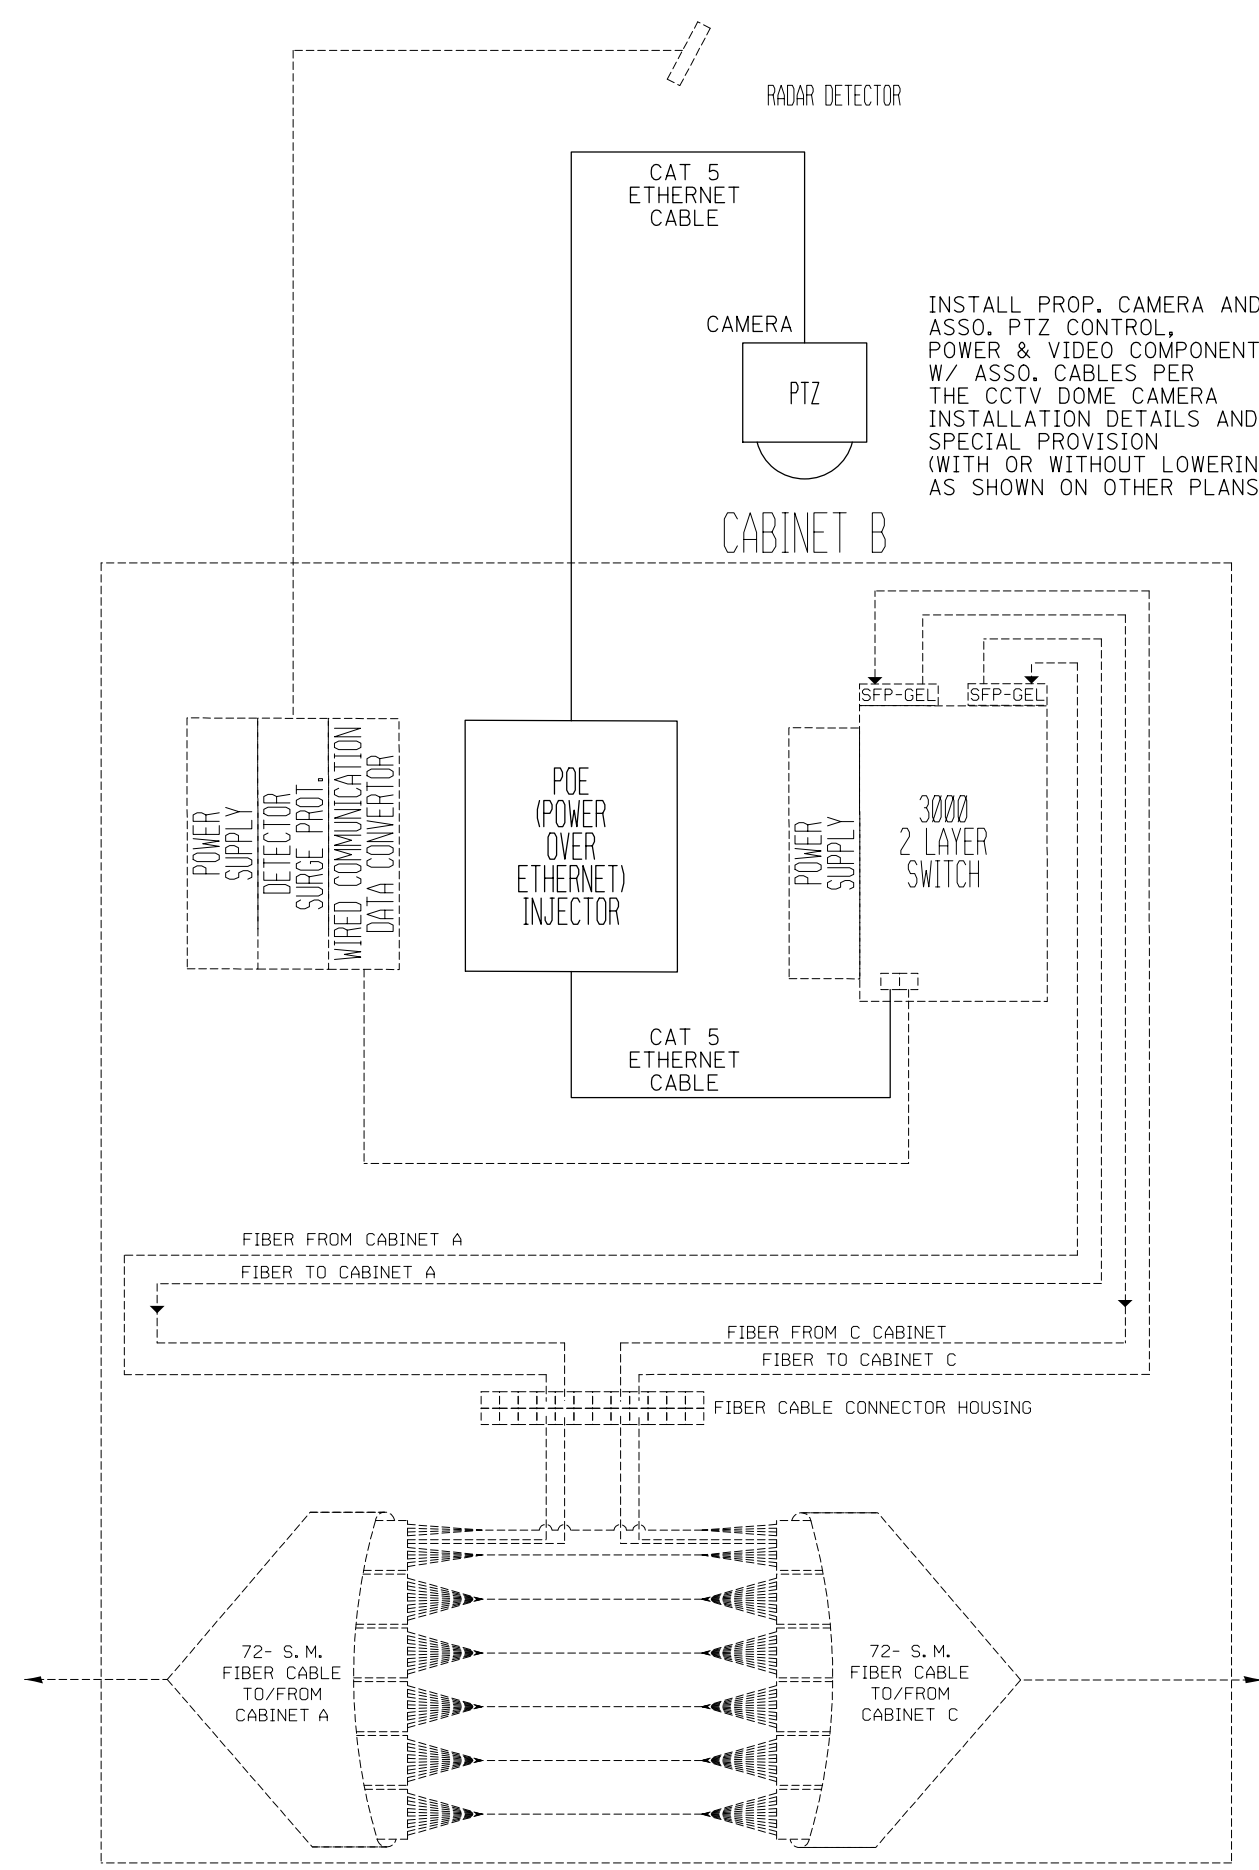 RADAR DETECTOR
CAT 5
ETHERNET
CABLE
CAMERA
PTZ
INSTALL PROP. CAMERA AND
ASSO. PTZ CONTROL,
POWER & VIDEO COMPONENT
W/ ASSO. CABLES PER
THE CCTV DOME CAMERA
INSTALLATION DETAILS AND
SPECIAL PROVISION
(WITH OR WITHOUT LOWERIN
AS SHOWN ON OTHER PLANS
CABINET B
SFP-GEL
SFP-GEL
POWER
SUPPLY
DETECTOR
SURGE PROT.
WIRED COMMUNICATION
DATA CONVERTOR
POE
(POWER
OVER
ETHERNET)
INJECTOR
POWER
SUPPLY
3000
2 LAYER
SWITCH
CAT 5
ETHERNET
CABLE
FIBER FROM CABINET A
FIBER TO CABINET A
FIBER FROM C CABINET
FIBER TO CABINET C
FIBER CABLE CONNECTOR HOUSING
72- S.M.
FIBER CABLE
TO/FROM
CABINET A
72- S.M.
FIBER CABLE
TO/FROM
CABINET C